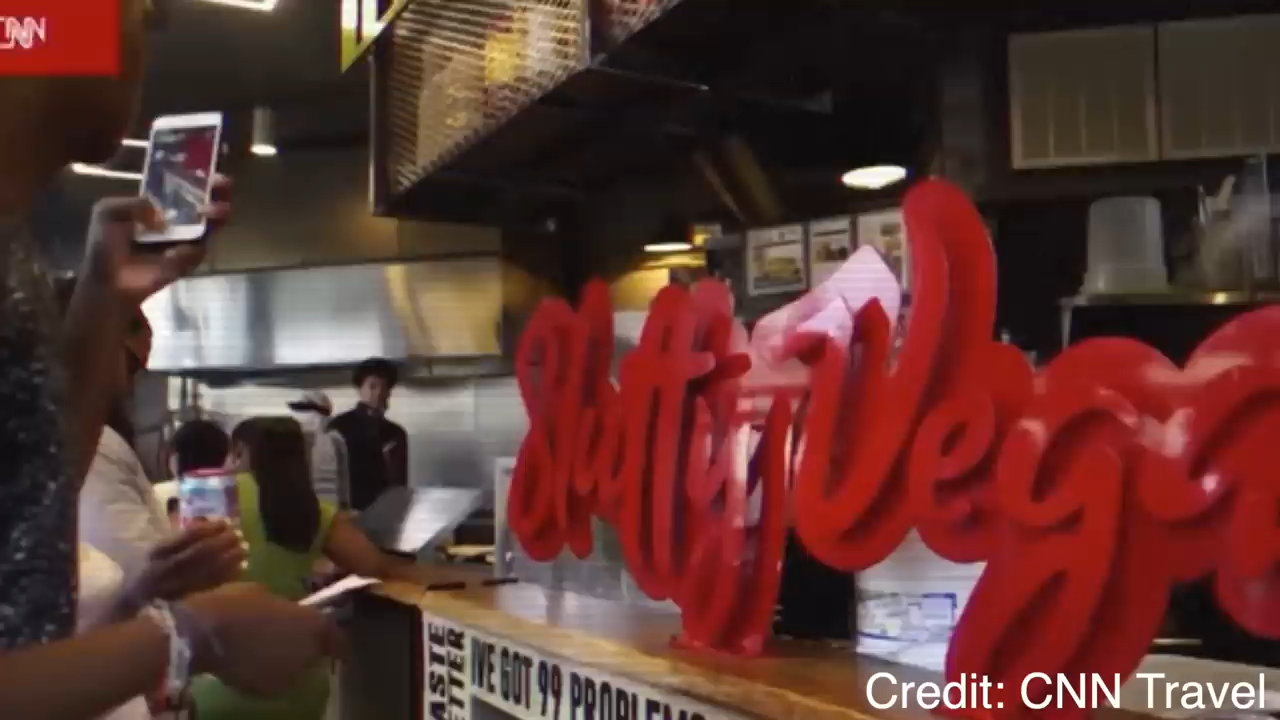 CNN
Slutty Vegan
ASTE
ETTER
IVE GOT 99 PROBLEMS
Credit: CNN Travel